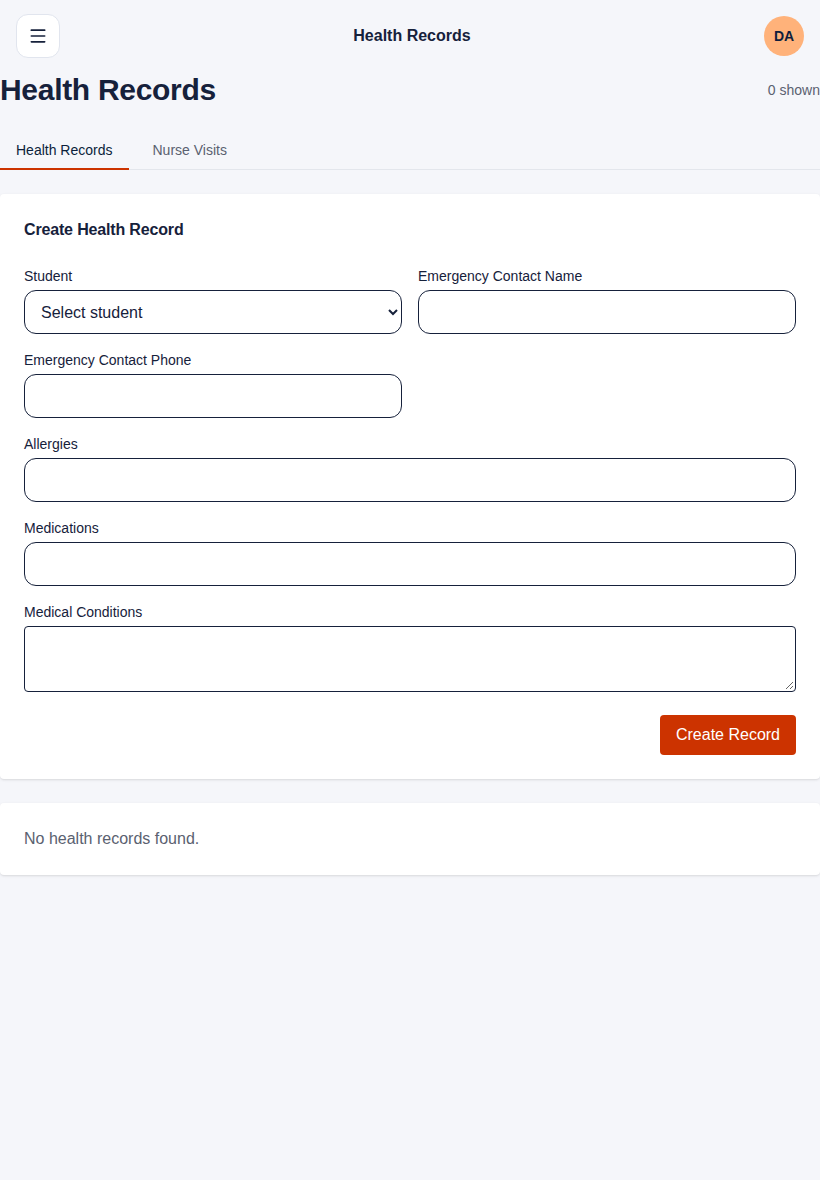 Health Records
DA
Health Records
0 shown
Health Records
Nurse Visits
Create Health Record
Student
Emergency Contact Name
Select student
Emergency Contact Phone
Allergies
Medications
Medical Conditions
Create Record
No health records found.